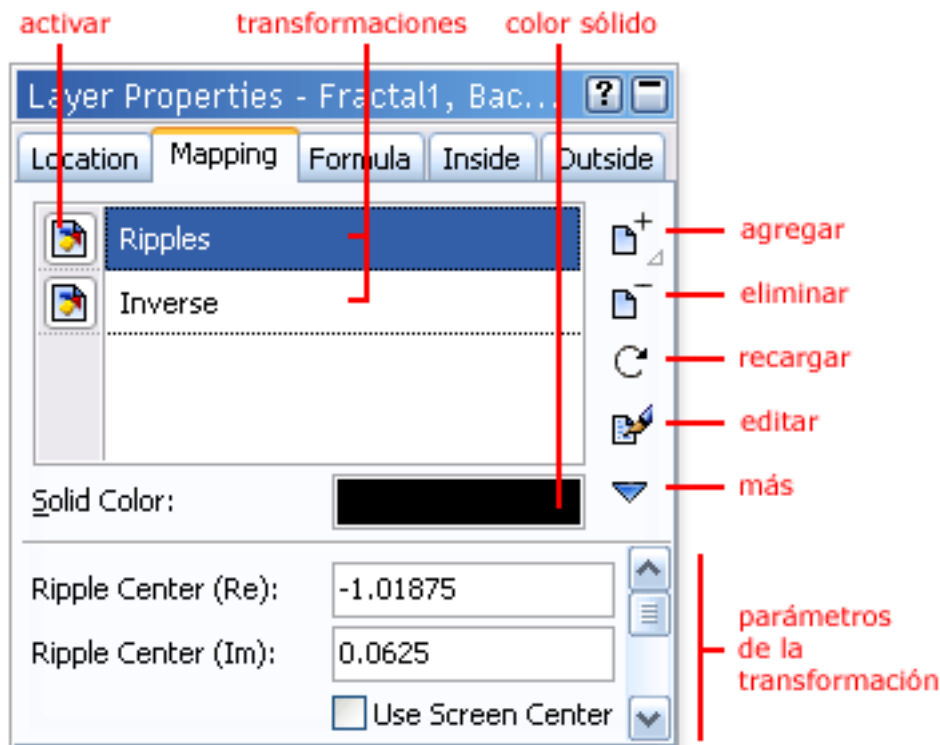 activar transformaciones color sólido
Layer Properties - Fractal1, Bac... ?
Location Mapping Formula Inside Outside
Ripples
agregar
Inverse
eliminar
recargar
editar
Solid Color:
más
Ripple Center (Re): -1.01875
Ripple Center (Im): 0.0625
Use Screen Center
parámetros
de la
transformación